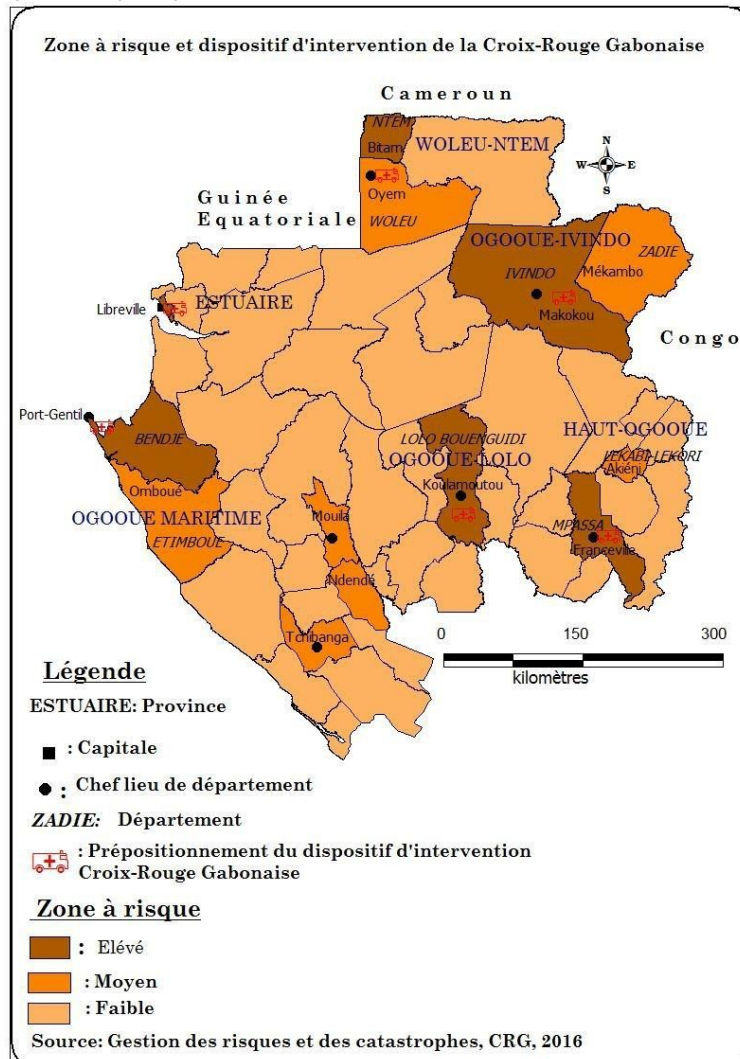 Zone à risque et dispositif d'intervention de la Croix-Rouge Gabonaise
Cameroun
NTEM
Bitam
WOLEU-NTEM
N
W E
S
Oyem
Guinée
Equatoriale
WOLEU
OGOOUE-IVINDO
ZADIE
IVINDO
Mékambo
ESTUAIRE
Libreville
Makokou
Congo
Port-Gentil
BENDJE
LOLO BOUENGUIDI
HAUT-OGOOUE
OGOOUE-LOLO
LEKABI-LEKORI
Akiéni
Koulamoutou
Omboué
OGOOUE MARITIME
Mouila
MPASSA
ETIMBOUE
Franceville
Ndendé
Tchibanga
0 150 300
kilomètres
Légende
ESTUAIRE: Province
: Capitale
: Chef lieu de département
ZADIE: Département
: Prépositionnement du dispositif d'intervention
Croix-Rouge Gabonaise
Zone à risque
: Elévé
: Moyen
: Faible
Source: Gestion des risques et des catastrophes, CRG, 2016